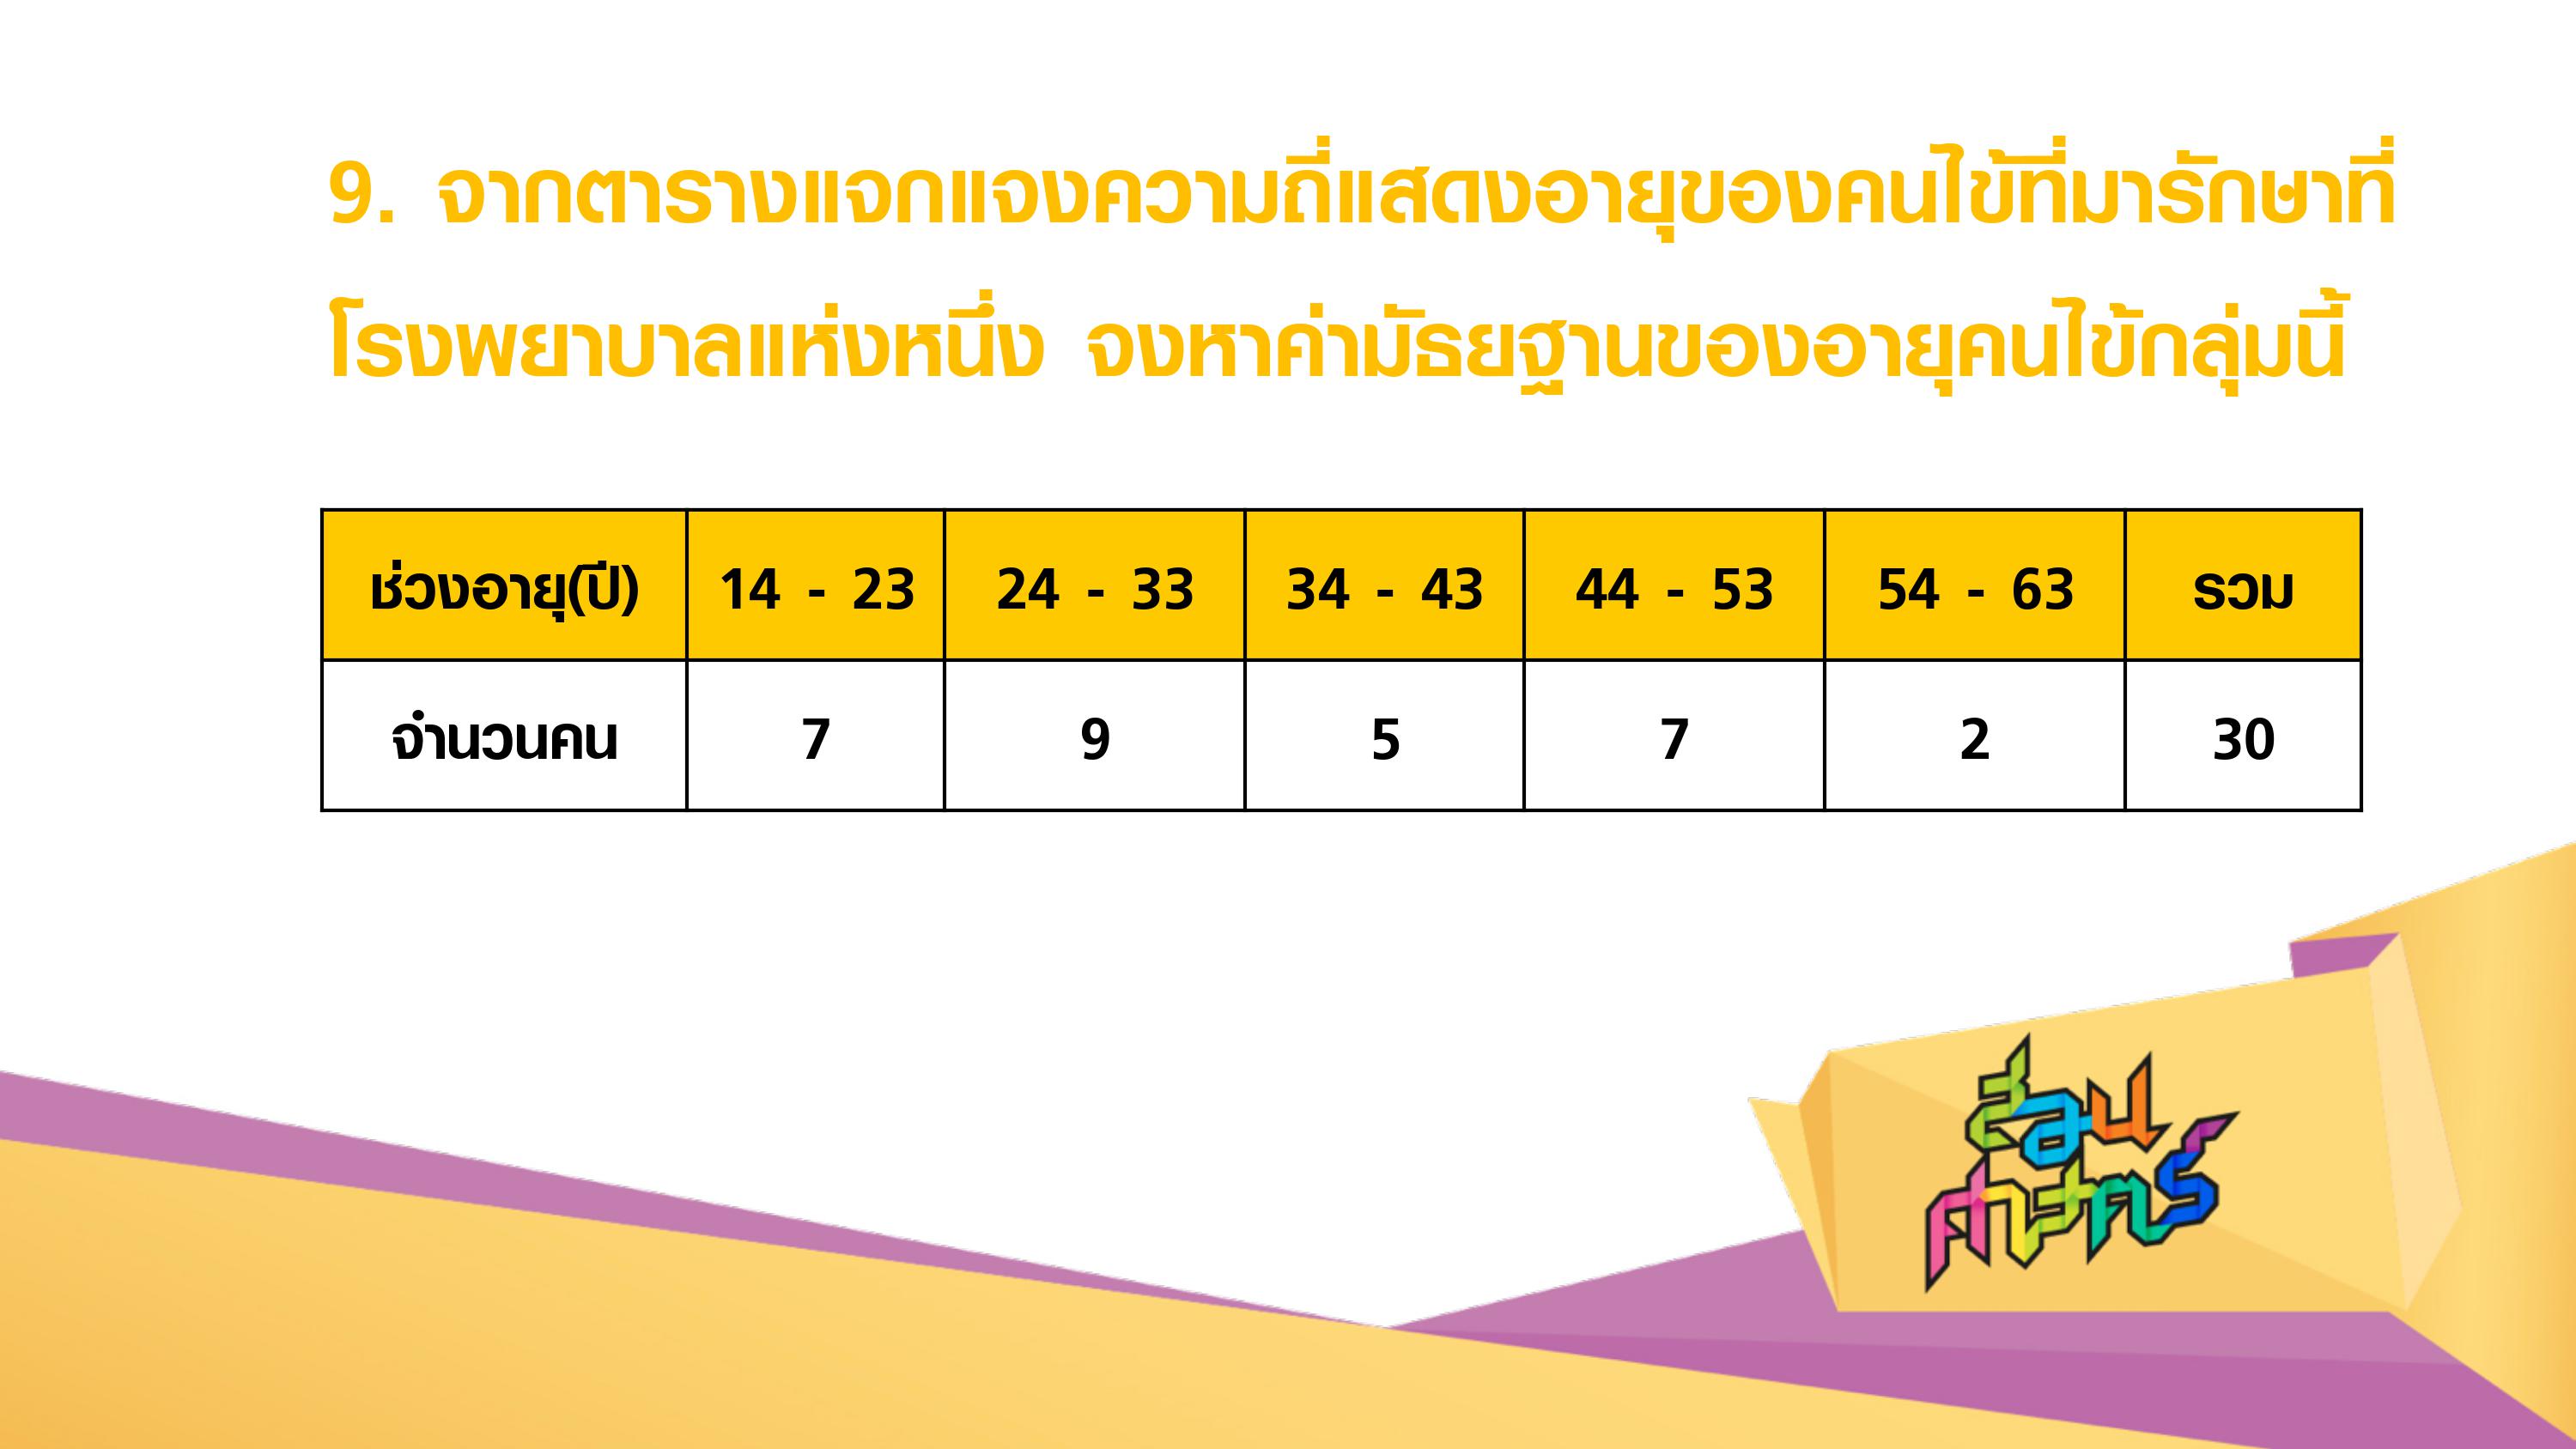 9. จากตารางแจกแจงความถี่แสดงอายุของคนไข้ที่มารักษาที่
โรงพยาบาลแห่งหนึ่ง จงหาค่ามัธยฐานของอายุคนไข้กลุ่มนี้
ช่วงอายุ(ปี) 14 - 23 24 - 33 34 - 43 44 - 53 54 - 63 รวม
จำนวนคน 7 9 5 7 2 30
สอน
ศาสตร์